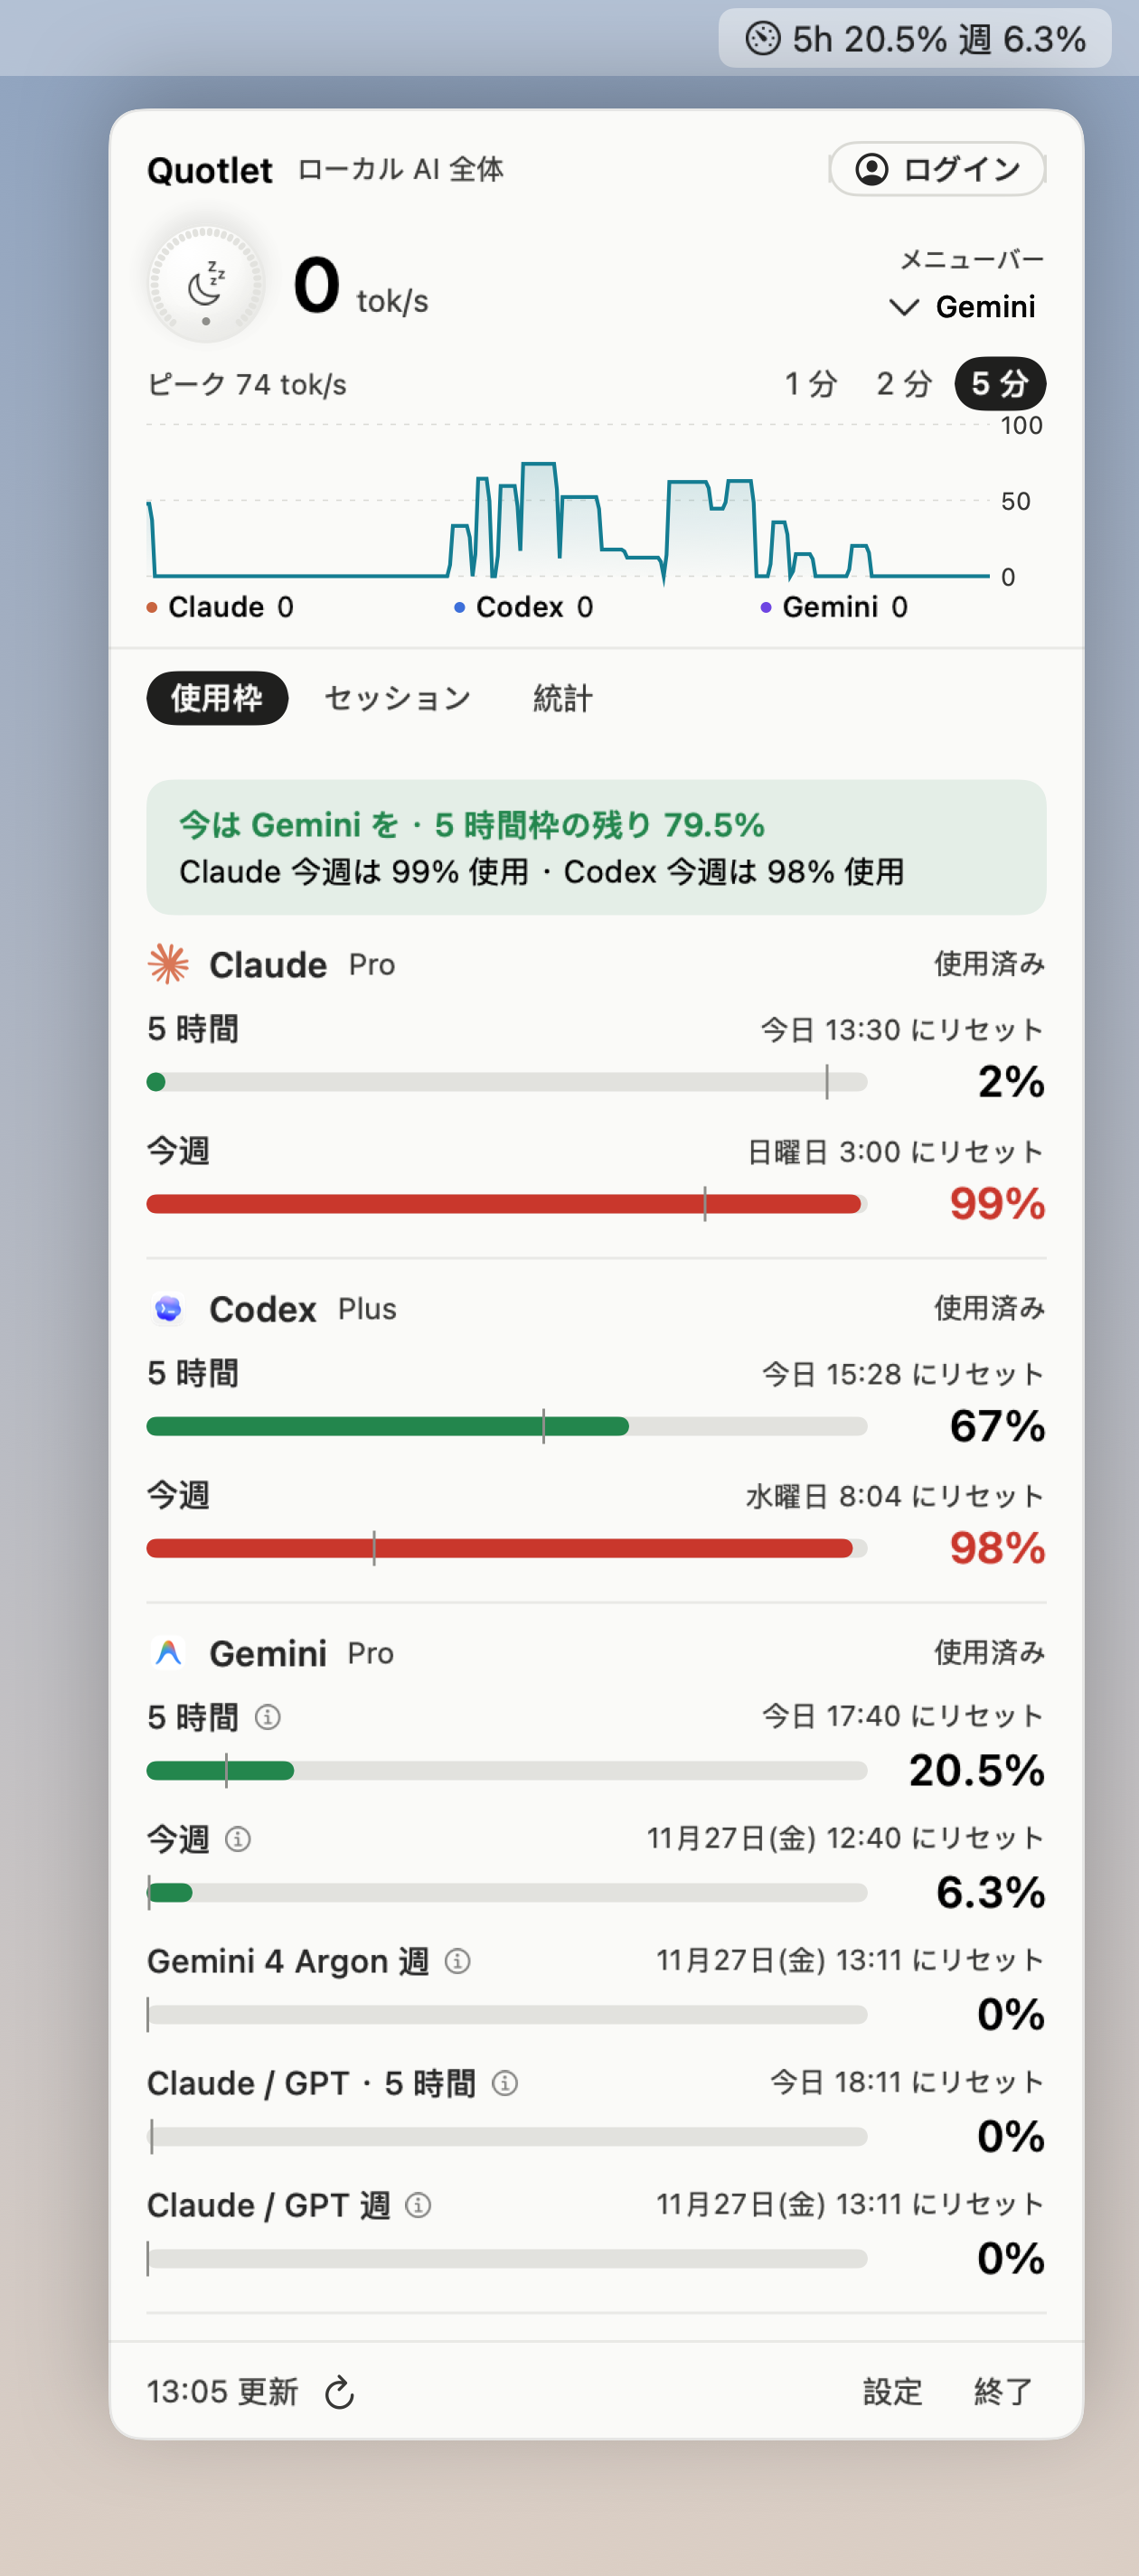 5h 20.5% 週 6.3%
Quotlet ローカル AI 全体
ログイン
0 tok/s
メニューバー
Gemini
ピーク 74 tok/s
1 分 2 分 5 分
100
50
0
Claude 0 Codex 0 Gemini 0
使用枠 セッション 統計
今は Gemini を · 5 時間枠の残り 79.5%
Claude 今週は 99% 使用 · Codex 今週は 98% 使用
Claude Pro 使用済み
5 時間 今日 13:30 にリセット
2%
今週 日曜日 3:00 にリセット
99%
Codex Plus 使用済み
5 時間 今日 15:28 にリセット
67%
今週 水曜日 8:04 にリセット
98%
Gemini Pro 使用済み
5 時間 今日 17:40 にリセット
20.5%
今週 11月27日(金) 12:40 にリセット
6.3%
Gemini 4 Argon 週 11月27日(金) 13:11 にリセット
0%
Claude / GPT · 5 時間 今日 18:11 にリセット
0%
Claude / GPT 週 11月27日(金) 13:11 にリセット
0%
13:05 更新 設定 終了